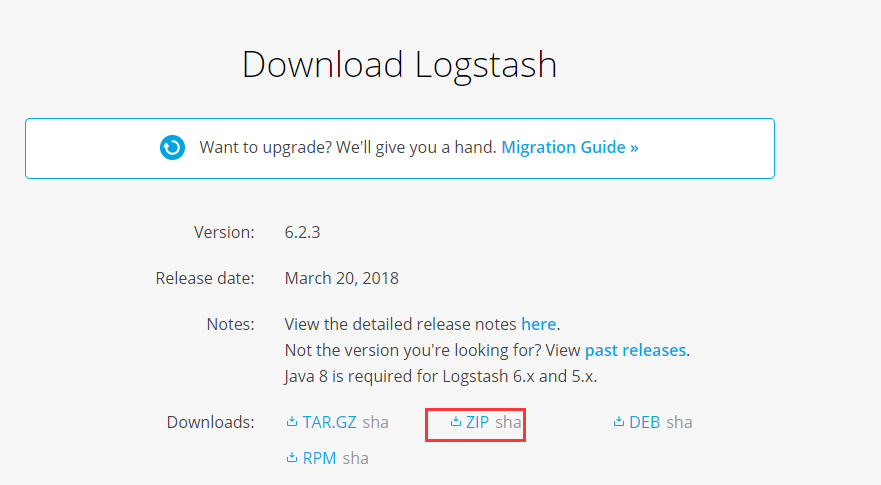 Download Logstash
Want to upgrade? We'll give you a hand. Migration Guide »
Version: 6.2.3
Release date: March 20, 2018
Notes: View the detailed release notes here.
Not the version you're looking for? View past releases.
Java 8 is required for Logstash 6.x and 5.x.
Downloads: TAR.GZ sha ZIP sha DEB sha
RPM sha